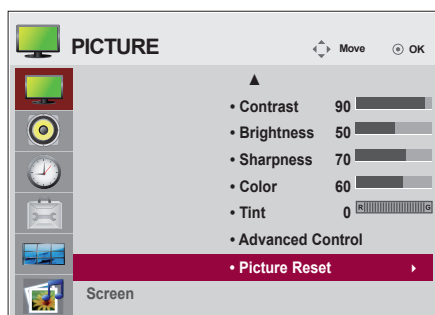 PICTURE Move OK
▲
• Contrast 90
• Brightness 50
• Sharpness 70
• Color 60
• Tint 0 R G
• Advanced Control
• Picture Reset
Screen